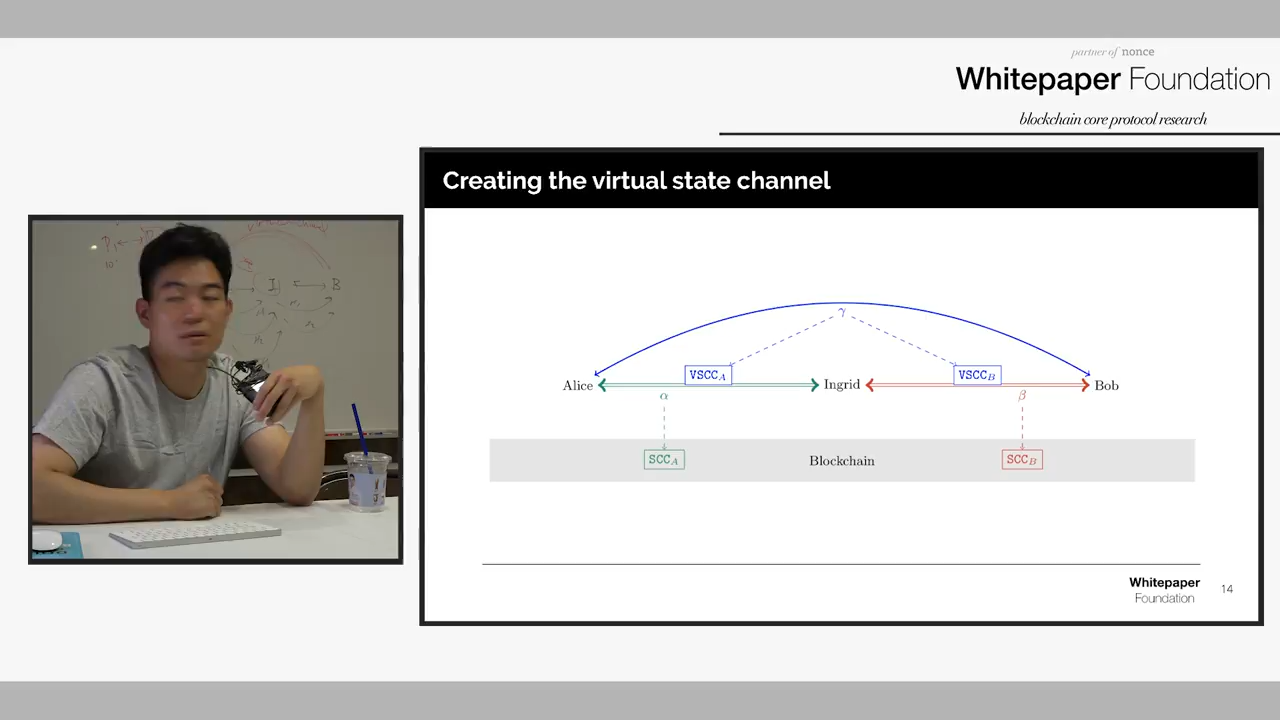 partner of nonce
Whitepaper Foundation
blockchain core protocol research
Creating the virtual state channel
γ
VSCC_A
VSCC_B
Alice
Ingrid
Bob
α
β
SCC_A
Blockchain
SCC_B
I
B
Whitepaper
Foundation
14